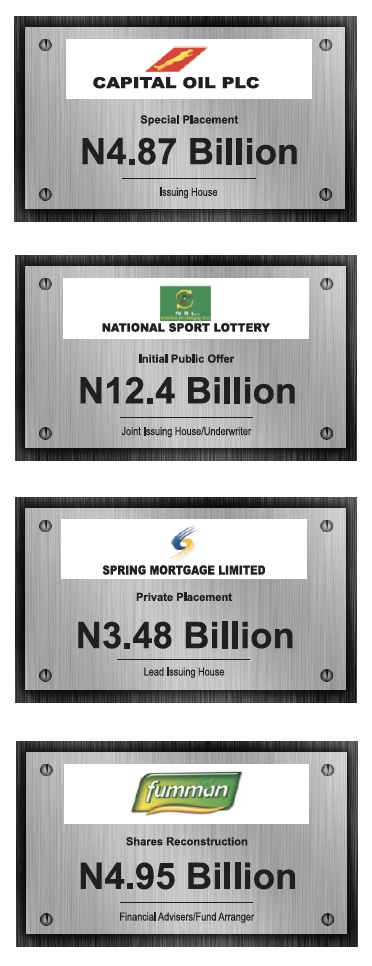 CAPITAL OIL PLC
Special Placement
N4.87 Billion
Issuing House
N S L
NATIONAL SPORT LOTTERY
Initial Public Offer
N12.4 Billion
Joint Issuing House/Underwriter
SPRING MORTGAGE LIMITED
Private Placement
N3.48 Billion
Lead Issuing House
fumman
Shares Reconstruction
N4.95 Billion
Financial Advisers/Fund Arranger